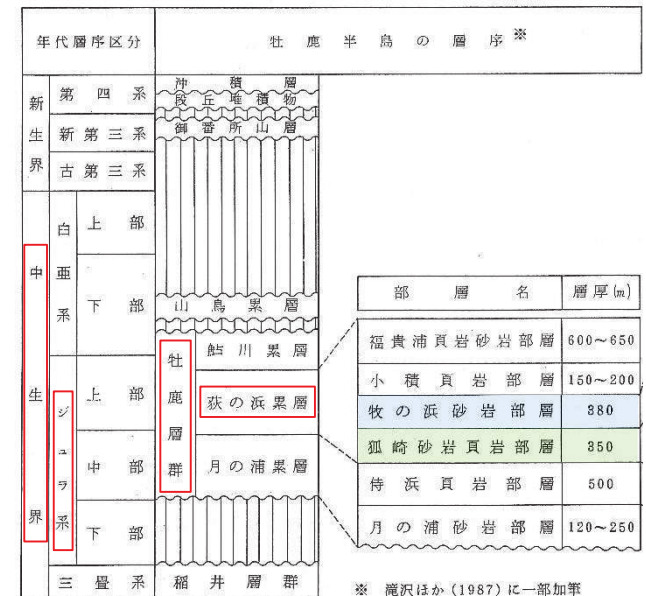 年代層序区分
牡鹿半島の層序※
新生界
第四系
沖積層
段丘堆積物
新第三系
御番所山層
古第三系
中生界
白亜系
上部
下部
山鳥累層
ジュラ系
上部
中部
下部
牡鹿層群
鮎川累層
荻の浜累層
月の浦累層
三畳系
稲井層群
部層名 層厚(m)
福貴浦頁岩砂岩部層 600~650
小積頁岩部層 150~200
牧の浜砂岩部層 380
狐崎砂岩頁岩部層 350
侍浜頁岩部層 500
月の浦砂岩部層 120~250
※ 滝沢ほか(1987)に一部加筆